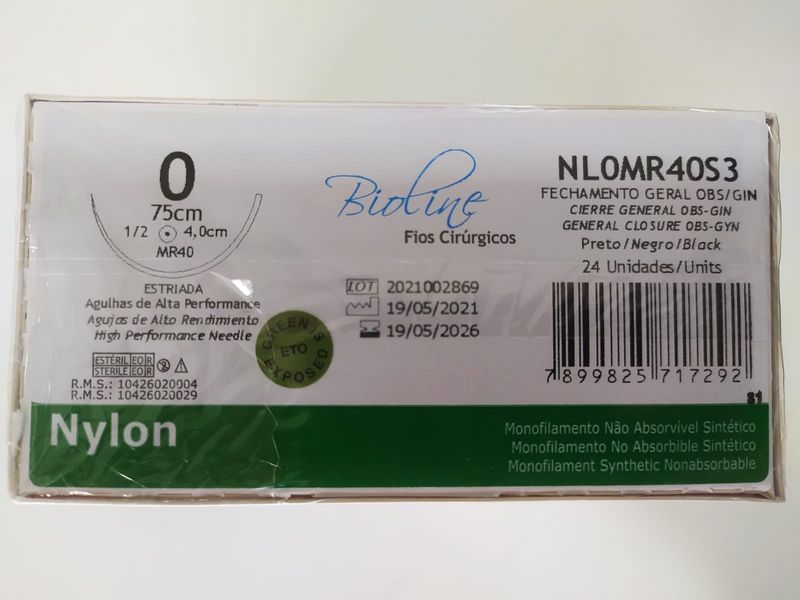 0
75cm
1/2 4,0cm
MR40
ESTRIADA
Agulhas de Alta Performance
Agujas de Alto Rendimiento
High Performance Needle
ESTÉRIL EO R
STERILE EO R
R.M.S.: 10426020004
R.M.S.: 10426020029
GREEN IS
ETO
EXPOSED
Bioline
Fios Cirúrgicos
LOT 2021002869
19/05/2021
19/05/2026
NL0MR40S3
FECHAMENTO GERAL OBS/GIN
CIERRE GENERAL OBS-GIN
GENERAL CLOSURE OBS-GYN
Preto/Negro/Black
24 Unidades/Units
7 899825 717292
81
Nylon
Monofilamento Não Absorvível Sintético
Monofilamento No Absorbible Sintético
Monofilament Synthetic Nonabsorbable